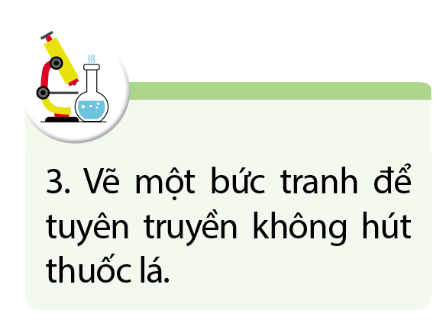 3. Vẽ một bức tranh để
tuyên truyền không hút
thuốc lá.